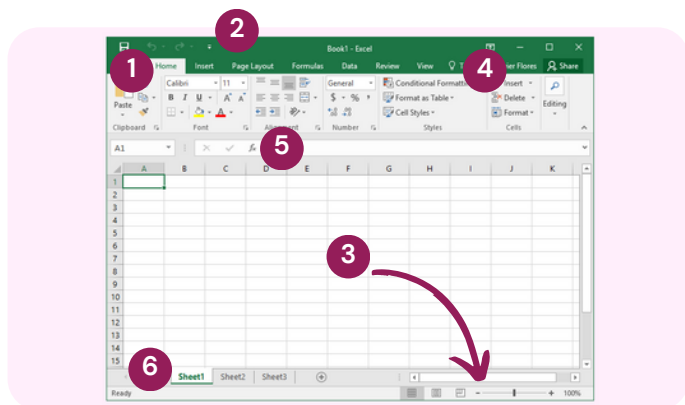 2
Book1 - Excel
1 Home Insert Page Layout Formulas Data Review View 4 Share
Calibri 11 General Conditional Formatting Insert
Paste B I U A A $ % Format as Table Delete Editing
A Cell Styles Format
Clipboard Font Alignment Number Styles Cells
A1 fx 5
A B C D E F G H I J K
1
2
3
4
5
6
3
7
8
9
10
11
12
13
14
15
6 Sheet1 Sheet2 Sheet3
Ready - + 100%